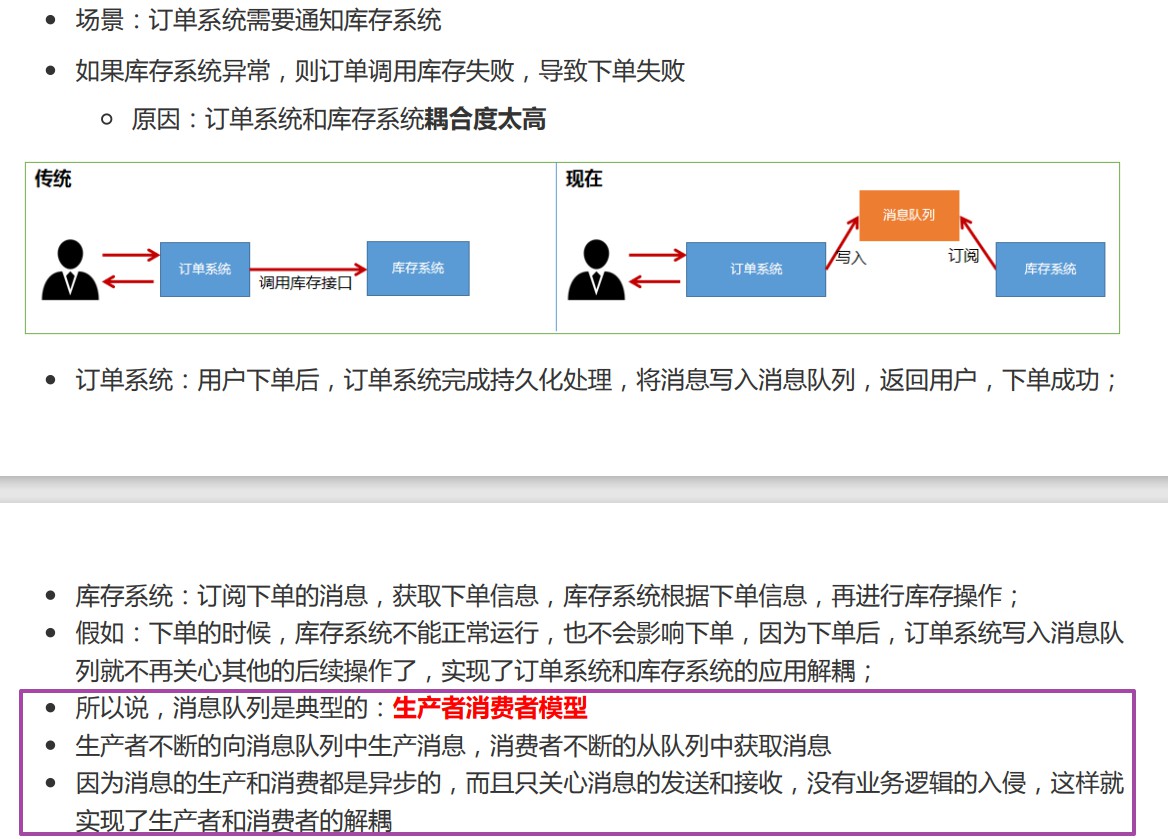 场景：订单系统需要通知库存系统
如果库存系统异常，则订单调用库存失败，导致下单失败
原因：订单系统和库存系统耦合度太高
传统
订单系统
调用库存接口
库存系统
现在
订单系统
写入
消息队列
订阅
库存系统
订单系统：用户下单后，订单系统完成持久化处理，将消息写入消息队列，返回用户，下单成功；
库存系统：订阅下单的消息，获取下单信息，库存系统根据下单信息，再进行库存操作；
假如：下单的时候，库存系统不能正常运行，也不会影响下单，因为下单后，订单系统写入消息队
列就不再关心其他的后续操作了，实现了订单系统和库存系统的应用解耦；
所以说，消息队列是典型的：生产者消费者模型
生产者不断的向消息队列中生产消息，消费者不断的从队列中获取消息
因为消息的生产和消费都是异步的，而且只关心消息的发送和接收，没有业务逻辑的入侵，这样就
实现了生产者和消费者的解耦